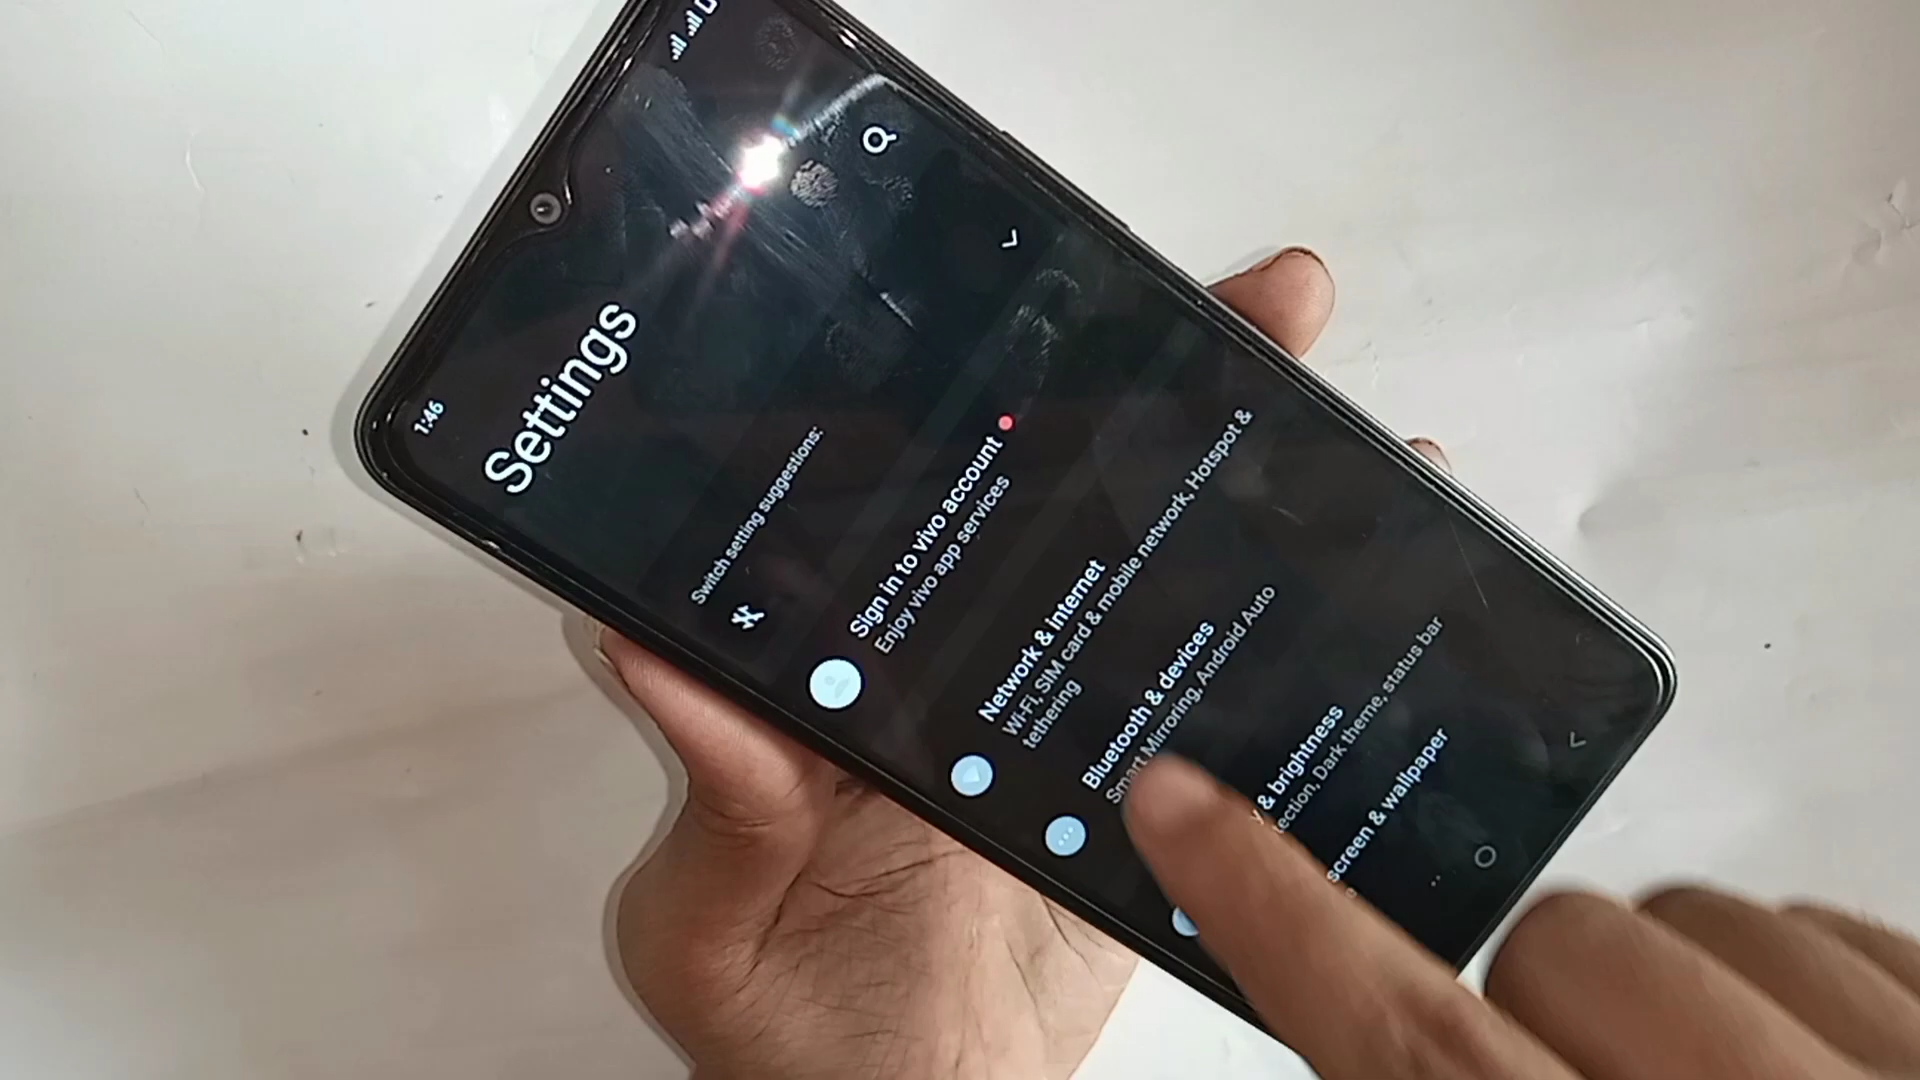 1:46
Settings
Switch setting suggestions:
Sign in to vivo account
Enjoy vivo app services
Network & internet
Wi-Fi, SIM card & mobile network, Hotspot &
tethering
Bluetooth & devices
Smart Mirroring, Android Auto
y & brightness
ection, Dark theme, status bar
screen & wallpaper